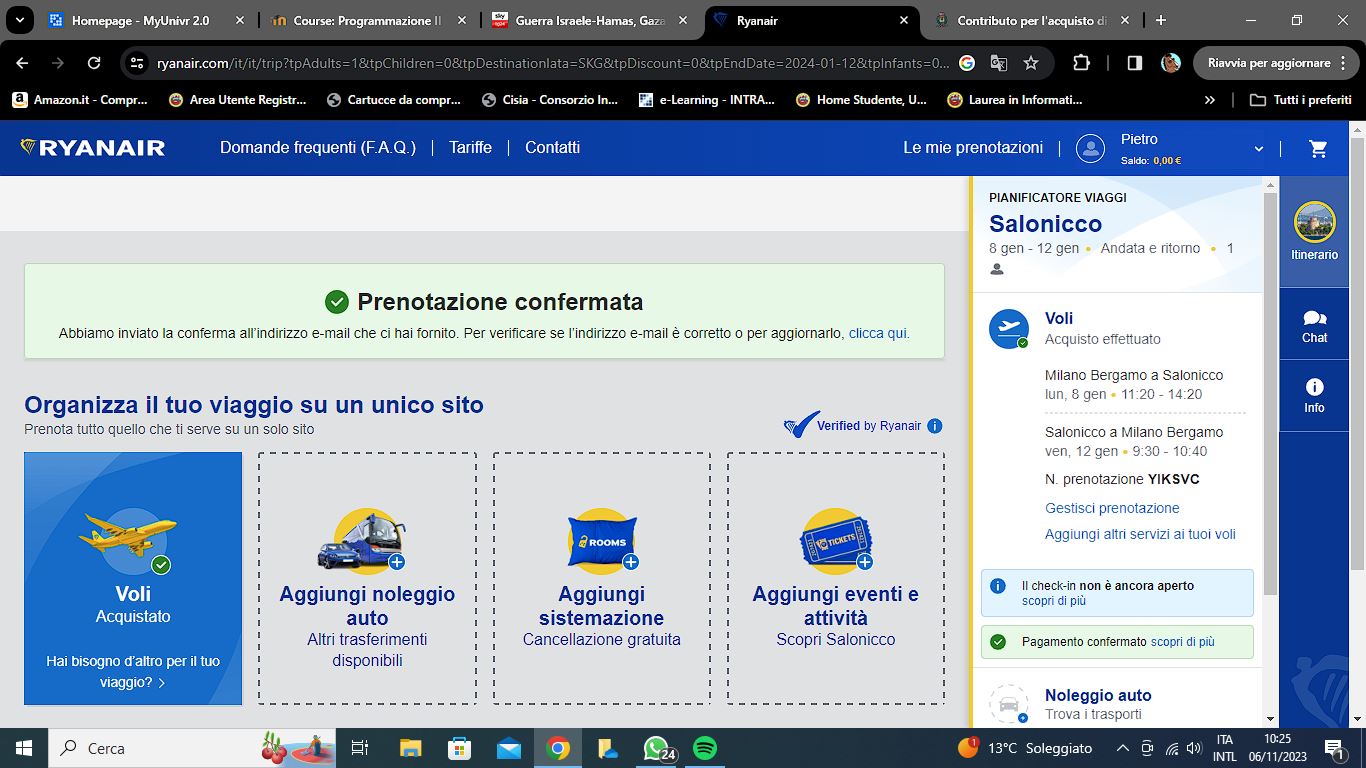 Homepage - MyUnivr 2.0
Course: Programmazione II
sky
Guerra Israele-Hamas, Gaza
Ryanair
Contributo per l'acquisto di
ryanair.com/it/it/trip?tpAdults=1&tpChildren=0&tpDestinationIata=SKG&tpDiscount=0&tpEndDate=2024-01-12&tpInfants=0...
Riavvia per aggiornare
Amazon.it - Compr...
Area Utente Registr...
Cartucce da compr...
Cisia - Consorzio In...
e-Learning - INTRA...
Home Studente, U...
Laurea in Informati...
»
Tutti i preferiti
RYANAIR
Domande frequenti (F.A.Q.)
Tariffe
Contatti
Le mie prenotazioni
Pietro
Saldo: 0,00 €
Prenotazione confermata
Abbiamo inviato la conferma all'indirizzo e-mail che ci hai fornito. Per verificare se l'indirizzo e-mail è corretto o per aggiornarlo, clicca qui.
Organizza il tuo viaggio su un unico sito
Prenota tutto quello che ti serve su un solo sito
Verified by Ryanair
Voli
Acquistato
Hai bisogno d'altro per il tuo
viaggio? >
Aggiungi noleggio
auto
Altri trasferimenti
disponibili
ROOMS
Aggiungi
sistemazione
Cancellazione gratuita
TICKETS
Aggiungi eventi e
attività
Scopri Salonicco
PIANIFICATORE VIAGGI
Salonicco
8 gen - 12 gen • Andata e ritorno • 1
Voli
Acquisto effettuato
Milano Bergamo a Salonicco
lun, 8 gen • 11:20 - 14:20
Salonicco a Milano Bergamo
ven, 12 gen • 9:30 - 10:40
N. prenotazione YIKSVC
Gestisci prenotazione
Aggiungi altri servizi ai tuoi voli
Il check-in non è ancora aperto
scopri di più
Pagamento confermato scopri di più
Noleggio auto
Trova i trasporti
Itinerario
Chat
Info
Cerca
24
1
13°C Soleggiato
ITA
INTL
10:25
06/11/2023
1